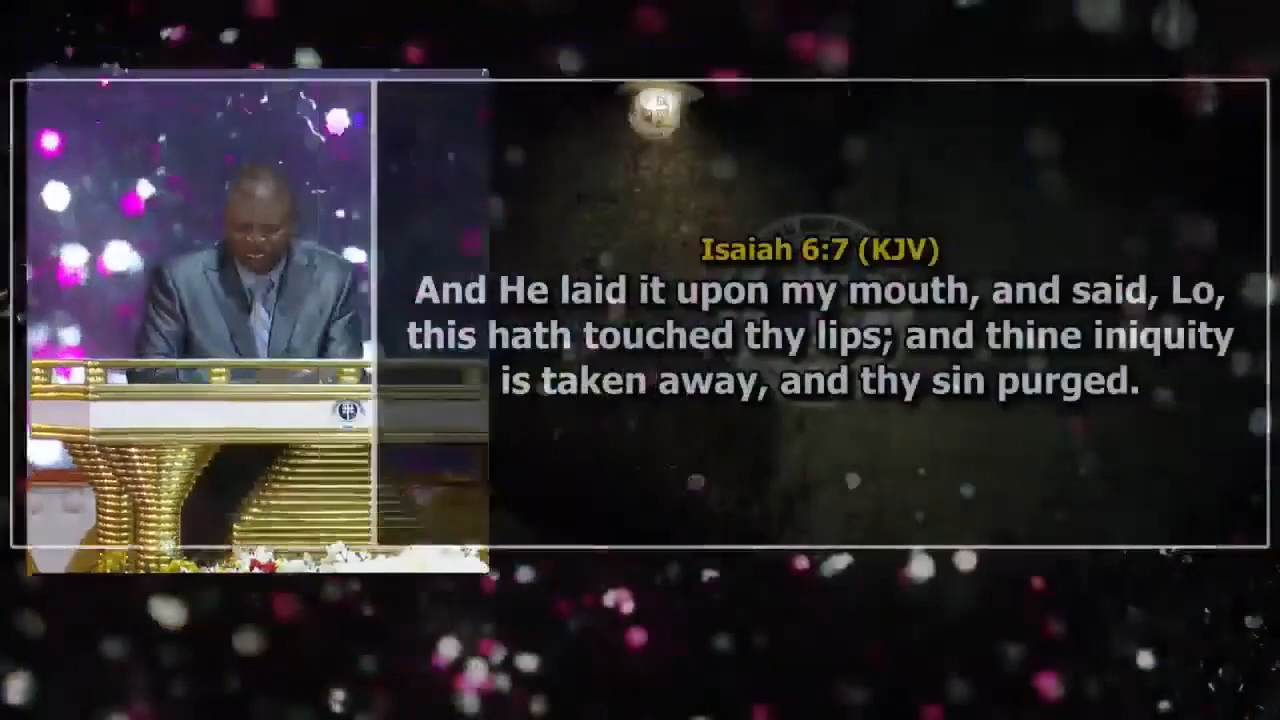 Isaiah 6:7 (KJV)
And He laid it upon my mouth, and said, Lo,
this hath touched thy lips; and thine iniquity
is taken away, and thy sin purged.